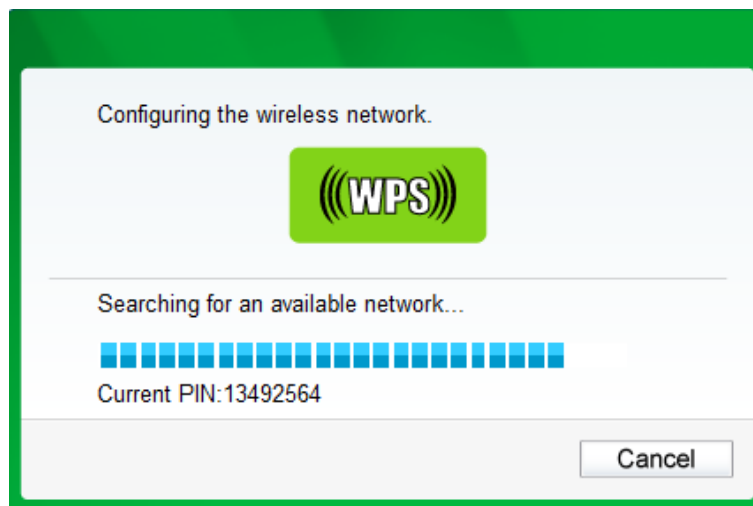 Configuring the wireless network.
WPS
Searching for an available network...
Current PIN:13492564
Cancel